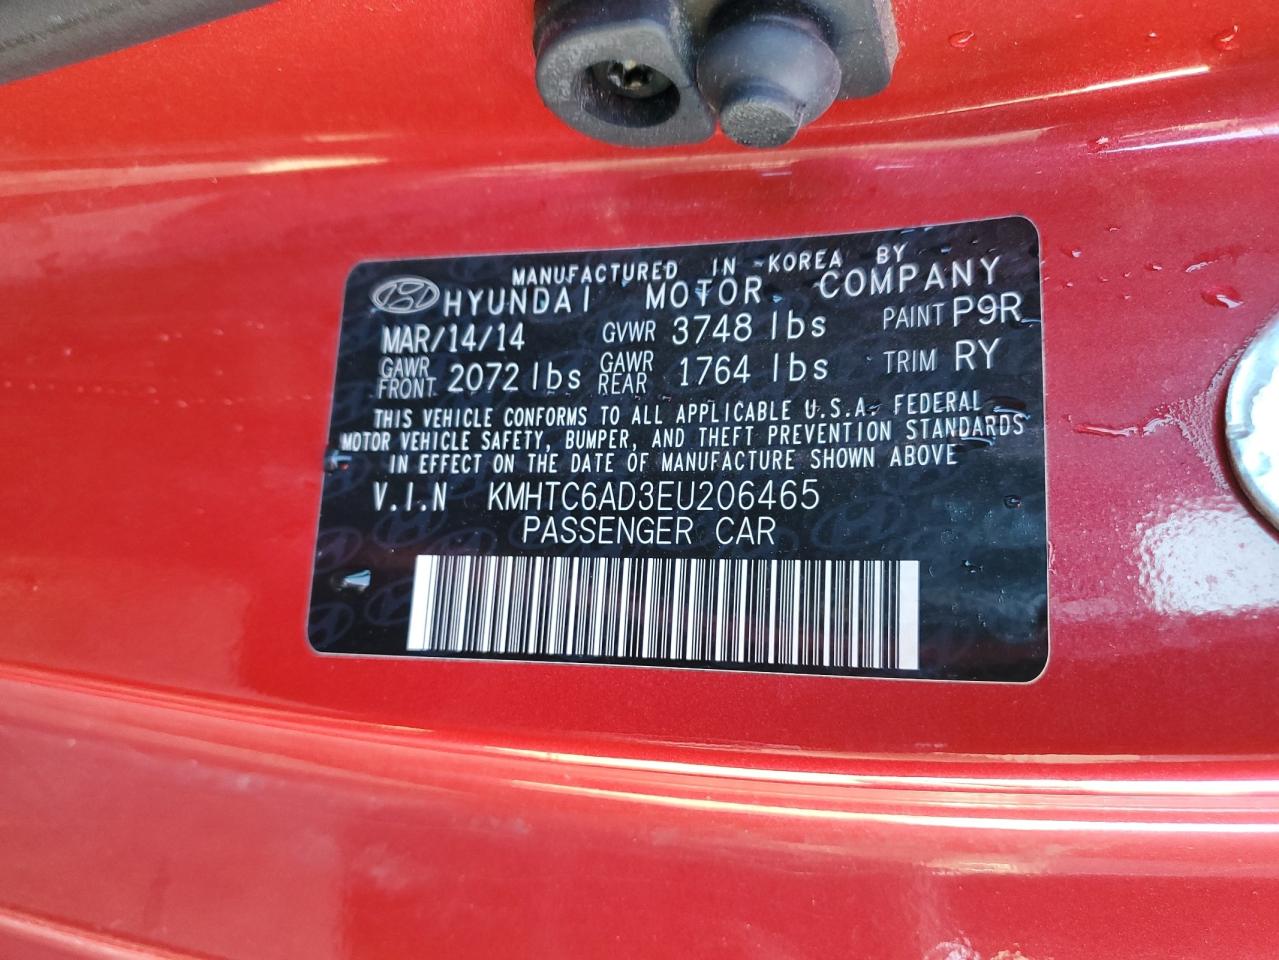 MANUFACTURED IN KOREA BY
HYUNDAI MOTOR COMPANY
MAR/14/14 GVWR 3748 lbs PAINT P9R
GAWR FRONT 2072 lbs GAWR REAR 1764 lbs TRIM RY
THIS VEHICLE CONFORMS TO ALL APPLICABLE U.S.A. FEDERAL
MOTOR VEHICLE SAFETY, BUMPER, AND THEFT PREVENTION STANDARDS
IN EFFECT ON THE DATE OF MANUFACTURE SHOWN ABOVE
V.I.N KMHTC6AD3EU206465
PASSENGER CAR